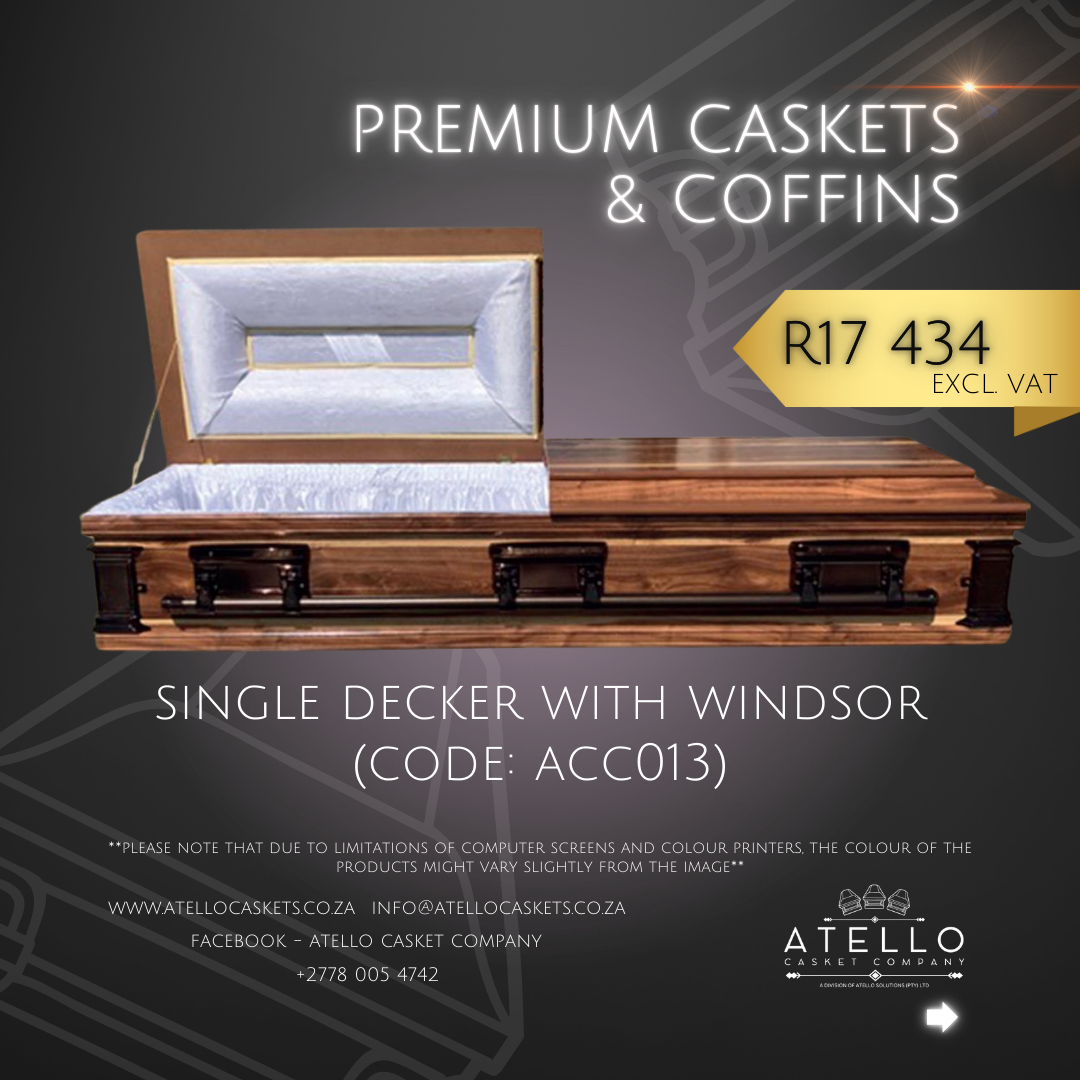 PREMIUM CASKETS
& COFFINS
R17 434
EXCL. VAT
SINGLE DECKER WITH WINDSOR
(CODE: ACC013)
**PLEASE NOTE THAT DUE TO LIMITATIONS OF COMPUTER SCREENS AND COLOUR PRINTERS, THE COLOUR OF THE
PRODUCTS MIGHT VARY SLIGHTLY FROM THE IMAGE**
WWW.ATELLOCASKETS.CO.ZA INFO@ATELLOCASKETS.CO.ZA
FACEBOOK - ATELLO CASKET COMPANY
+2778 005 4742
ATELLO
CASKET COMPANY
A DIVISION OF ATELLO SOLUTIONS (PTY) LTD